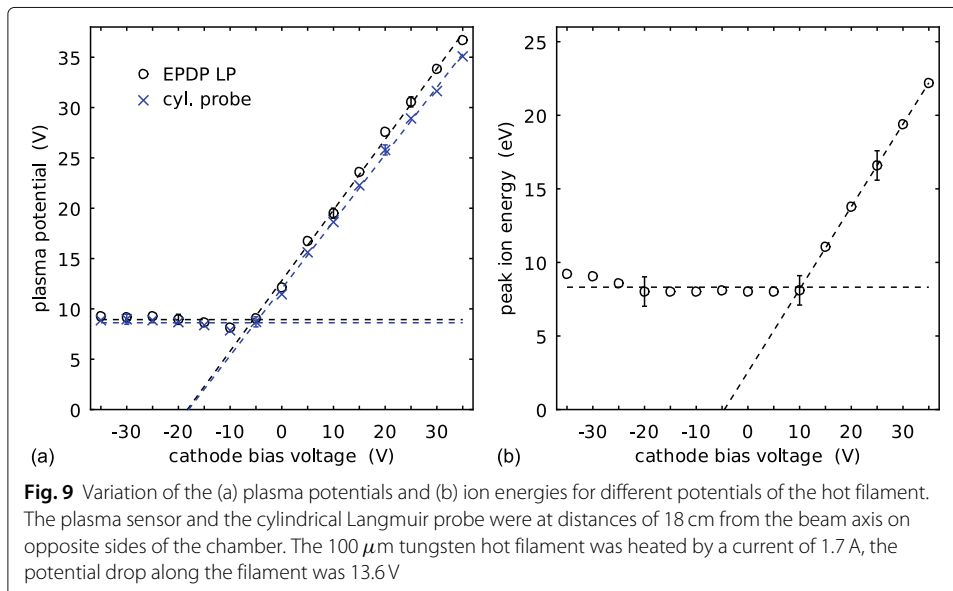 35
30
25
20
15
10
5
0
plasma potential (V)
EPDP LP
cyl. probe
-30 -20 -10 0 10 20 30
(a) cathode bias voltage (V)
25
20
15
10
5
0
peak ion energy (eV)
-30 -20 -10 0 10 20 30
(b) cathode bias voltage (V)
Fig. 9 Variation of the (a) plasma potentials and (b) ion energies for different potentials of the hot filament.
The plasma sensor and the cylindrical Langmuir probe were at distances of 18 cm from the beam axis on
opposite sides of the chamber. The 100 μm tungsten hot filament was heated by a current of 1.7 A, the
potential drop along the filament was 13.6 V